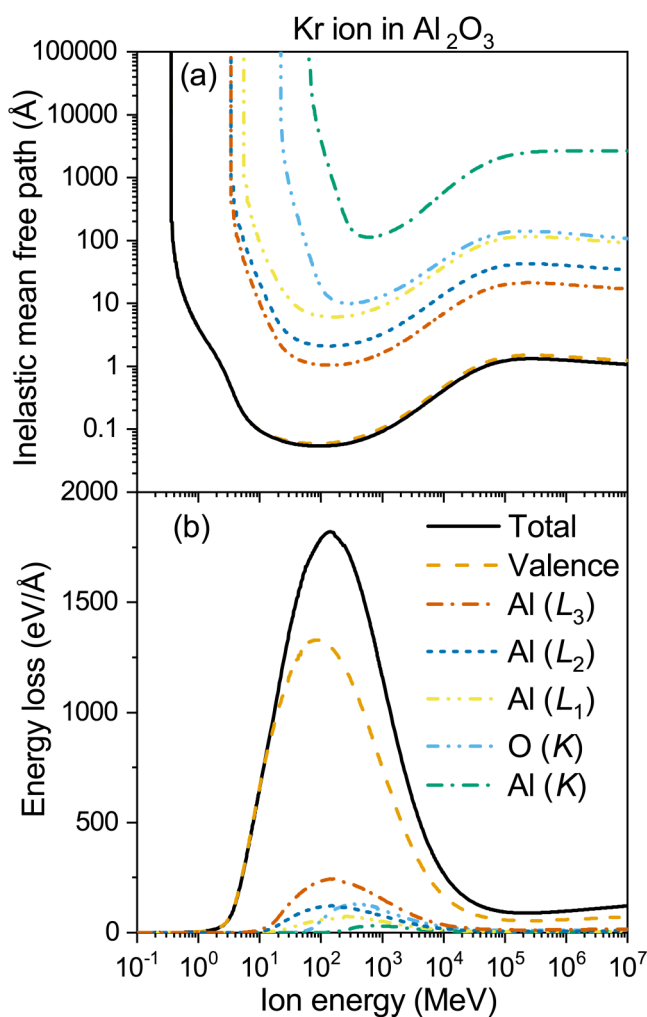 Kr ion in Al₂O₃
(a)
Inelastic mean free path (Å)
100000
10000
1000
100
10
1
0.1
(b)
Energy loss (eV/Å)
2000
1500
1000
500
0
Total
Valence
Al (L₃)
Al (L₂)
Al (L₁)
O (K)
Al (K)
10⁻¹ 10⁰ 10¹ 10² 10³ 10⁴ 10⁵ 10⁶ 10⁷
Ion energy (MeV)